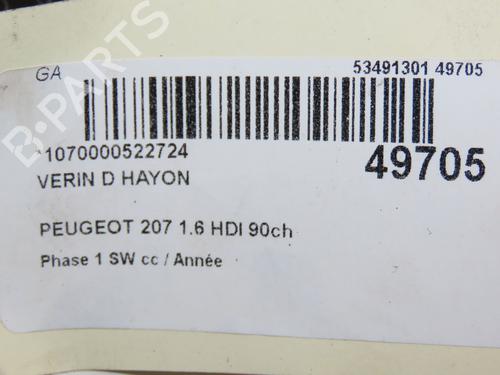 GA 53491301 49705
*1070000522724 49705
VERIN D HAYON
PEUGEOT 207 1.6 HDI 90ch
Phase 1 SW cc / Année
B-PARTS